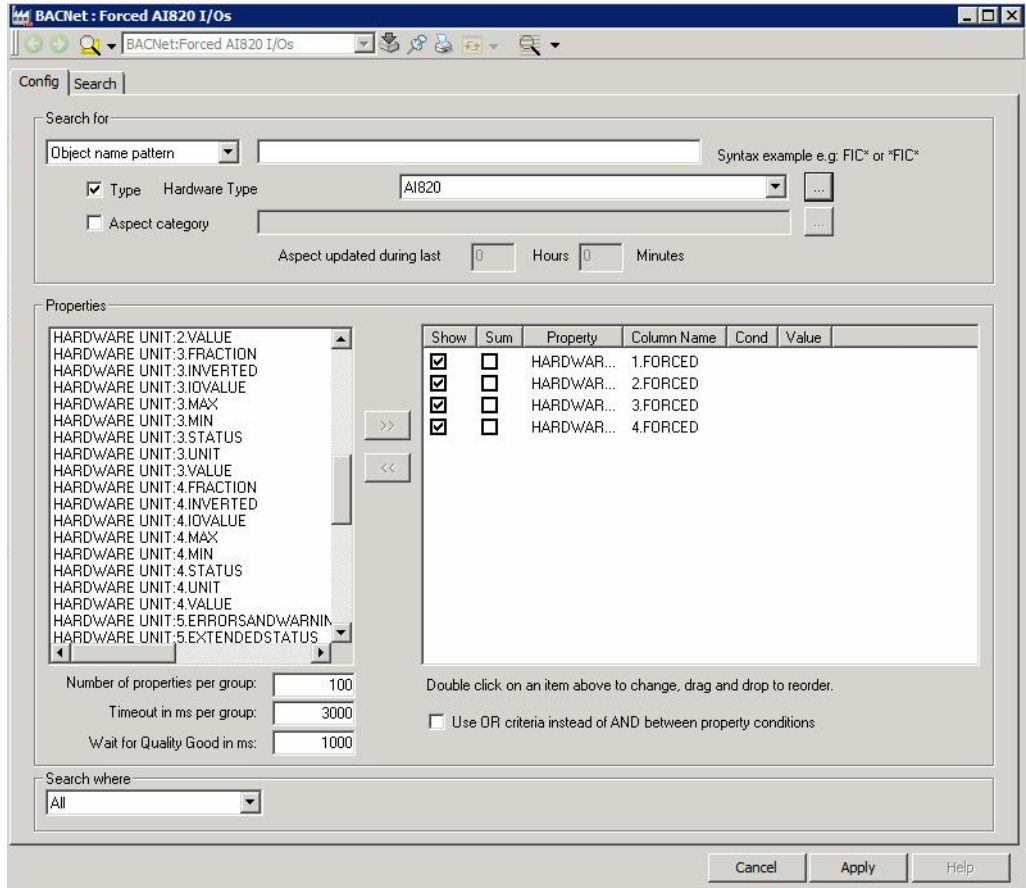 BACNet : Forced AI820 I/Os
BACNet:Forced AI820 I/Os
Config Search
Search for
Object name pattern Syntax example e.g: FIC* or *FIC*
Type Hardware Type AI820 ...
Aspect category ...
Aspect updated during last 0 Hours 0 Minutes
Properties
HARDWARE UNIT:2.VALUE
HARDWARE UNIT:3.FRACTION
HARDWARE UNIT:3.INVERTED
HARDWARE UNIT:3.IOVALUE
HARDWARE UNIT:3.MAX
HARDWARE UNIT:3.MIN
HARDWARE UNIT:3.STATUS
HARDWARE UNIT:3.UNIT
HARDWARE UNIT:3.VALUE
HARDWARE UNIT:4.FRACTION
HARDWARE UNIT:4.INVERTED
HARDWARE UNIT:4.IOVALUE
HARDWARE UNIT:4.MAX
HARDWARE UNIT:4.MIN
HARDWARE UNIT:4.STATUS
HARDWARE UNIT:4.UNIT
HARDWARE UNIT:4.VALUE
HARDWARE UNIT:5.ERRORSANDWARNIN
HARDWARE UNIT:5.EXTENDEDSTATUS
>>
<<
Show Sum Property Column Name Cond Value
HARDWAR... 1.FORCED
HARDWAR... 2.FORCED
HARDWAR... 3.FORCED
HARDWAR... 4.FORCED
Number of properties per group: 100
Timeout in ms per group: 3000
Wait for Quality Good in ms: 1000
Double click on an item above to change, drag and drop to reorder.
Use OR criteria instead of AND between property conditions
Search where
All
Cancel Apply Help